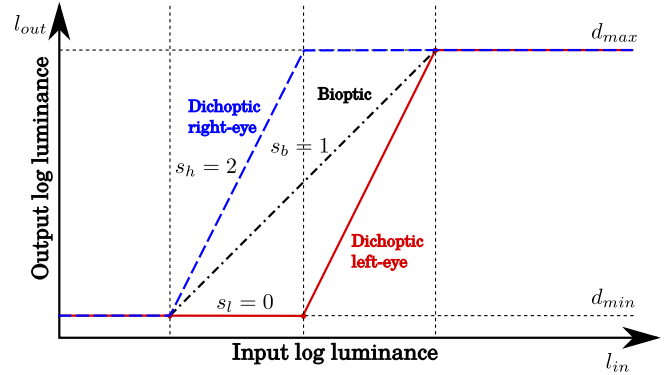 l_out
d_max
Output log luminance
Dichoptic
right-eye
Bioptic
s_h = 2
s_b = 1
Dichoptic
left-eye
s_l = 0
d_min
Input log luminance
l_in